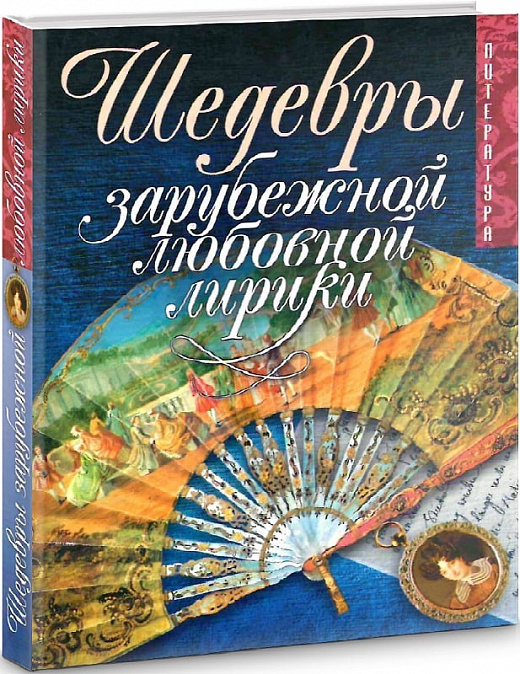 Шедевры
зарубежной
любовной
лирики
ЛИТЕРАТУРА
Шедевры зарубежной любовной лирики